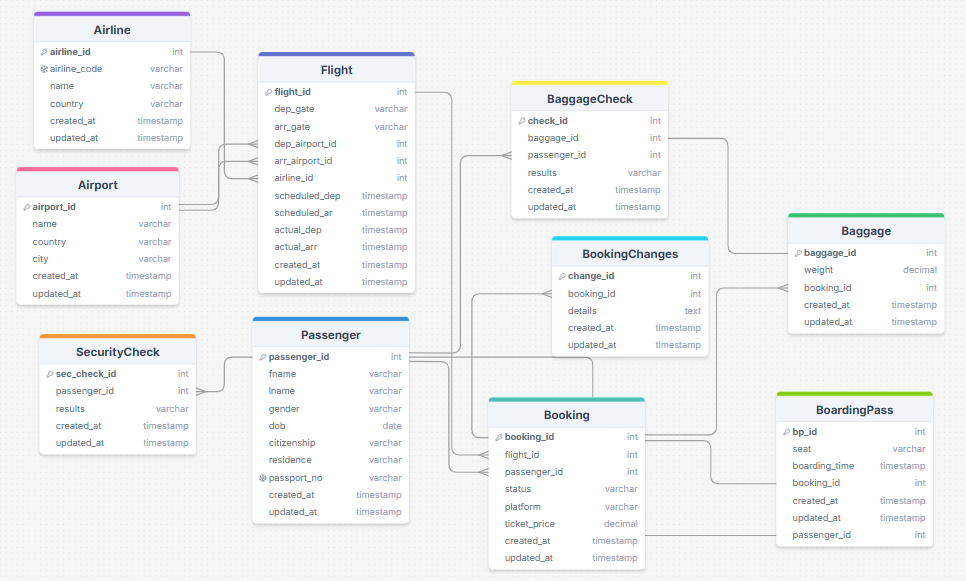 Airline
airline_id int
airline_code varchar
name varchar
country varchar
created_at timestamp
updated_at timestamp
Airport
airport_id int
name varchar
country varchar
city varchar
created_at timestamp
updated_at timestamp
Flight
flight_id int
dep_gate varchar
arr_gate varchar
dep_airport_id int
arr_airport_id int
airline_id int
scheduled_dep timestamp
scheduled_ar timestamp
actual_dep timestamp
actual_arr timestamp
created_at timestamp
updated_at timestamp
BaggageCheck
check_id int
baggage_id int
passenger_id int
results varchar
created_at timestamp
updated_at timestamp
BookingChanges
change_id int
booking_id int
details text
created_at timestamp
updated_at timestamp
Baggage
baggage_id int
weight decimal
booking_id int
created_at timestamp
updated_at timestamp
SecurityCheck
sec_check_id int
passenger_id int
results varchar
created_at timestamp
updated_at timestamp
Passenger
passenger_id int
fname varchar
lname varchar
gender varchar
dob date
citizenship varchar
residence varchar
passport_no varchar
created_at timestamp
updated_at timestamp
Booking
booking_id int
flight_id int
passenger_id int
status varchar
platform varchar
ticket_price decimal
created_at timestamp
updated_at timestamp
BoardingPass
bp_id int
seat varchar
boarding_time timestamp
booking_id int
created_at timestamp
updated_at timestamp
passenger_id int